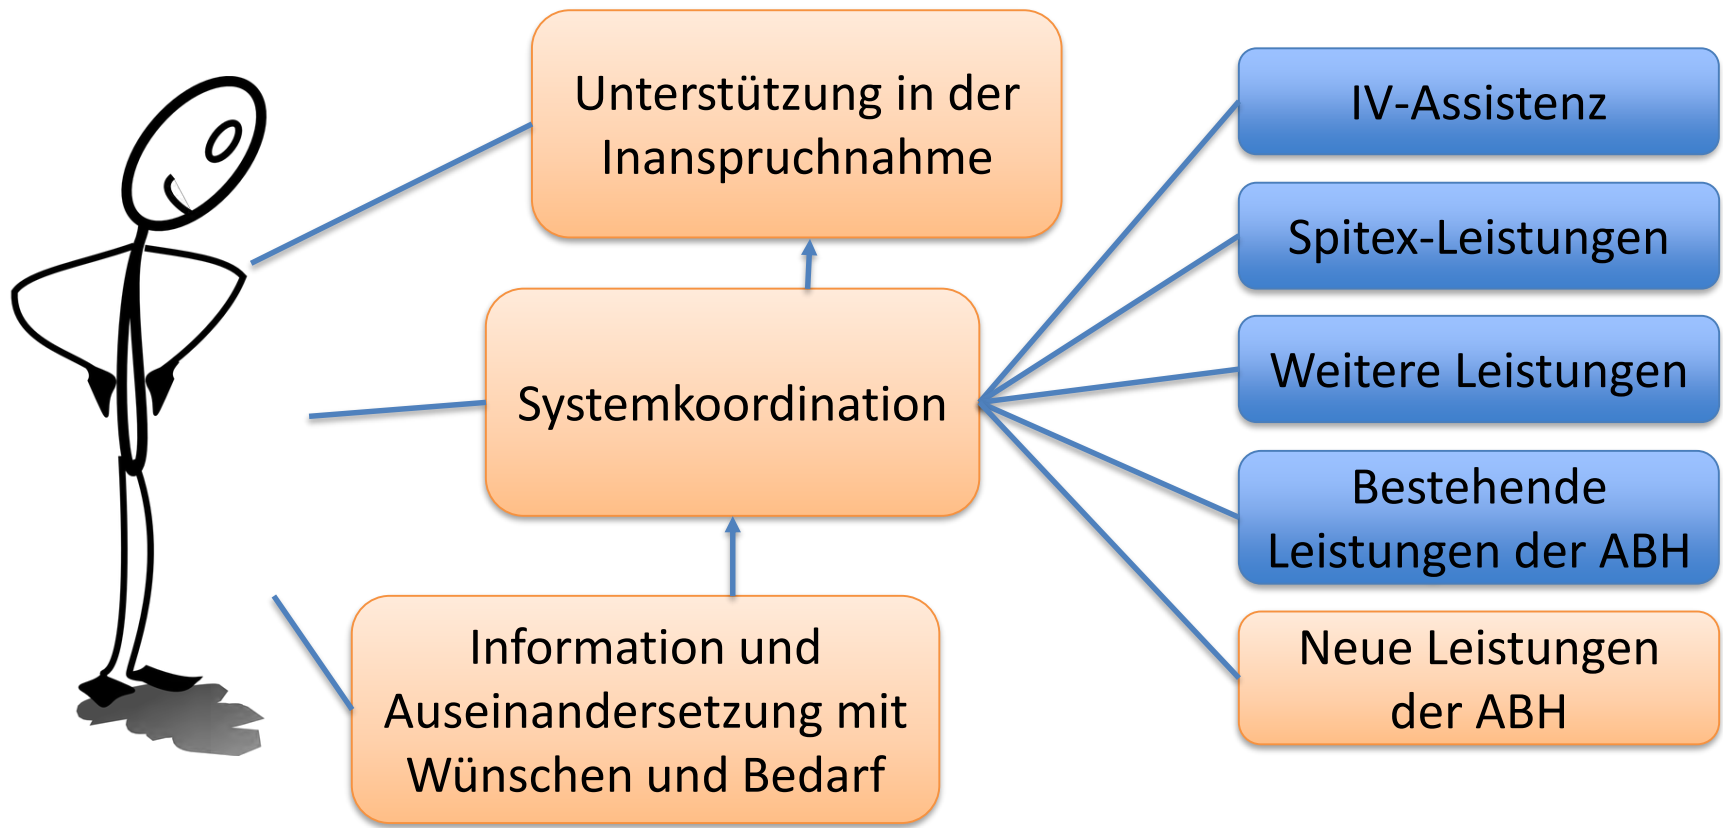 Unterstützung in der
Inanspruchnahme
Systemkoordination
Information und
Auseinandersetzung mit
Wünschen und Bedarf
IV-Assistenz
Spitex-Leistungen
Weitere Leistungen
Bestehende
Leistungen der ABH
Neue Leistungen
der ABH